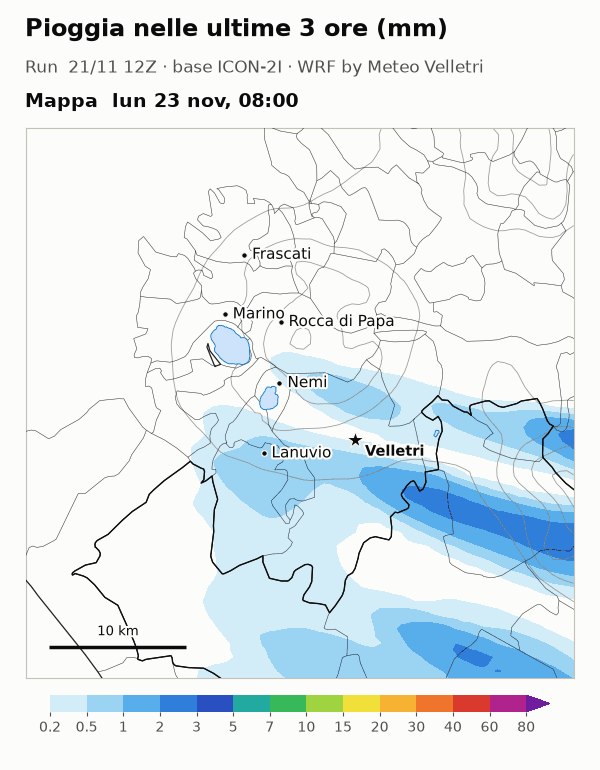 Pioggia nelle ultime 3 ore (mm)
Run  21/11 12Z · base ICON-2I · WRF by Meteo Velletri
Mappa  lun 23 nov, 08:00
Frascati
Marino
Rocca di Papa
Nemi
Velletri
Lanuvio
10 km
0.2 0.5 1 2 3 5 7 10 15 20 30 40 60 80